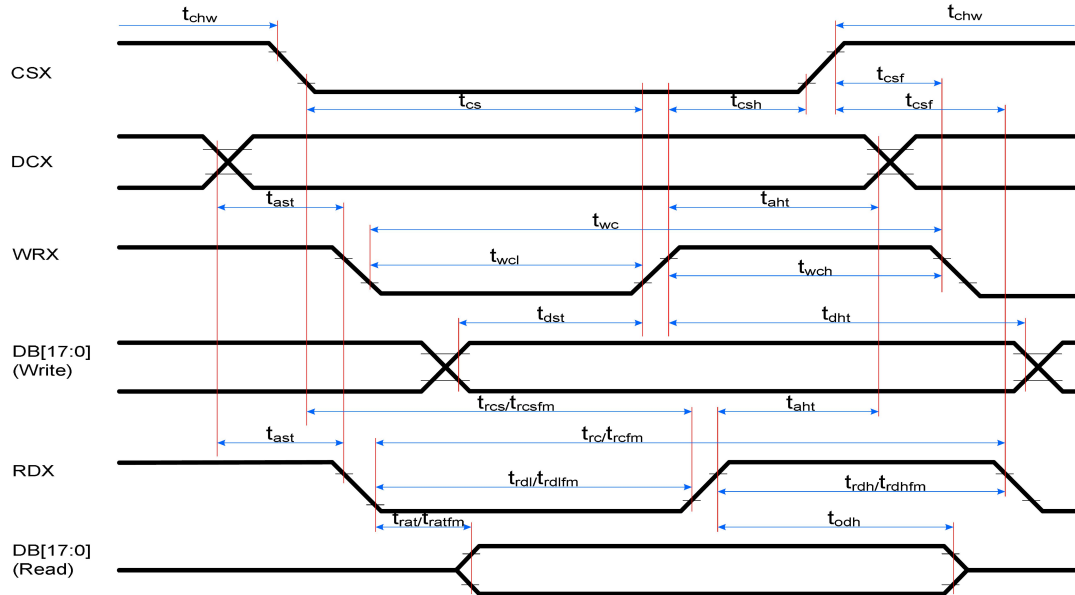 tchw
tchw
CSX
tcsf
tcs
tcsh
tcsf
DCX
tast
taht
twc
WRX
twcl
twch
tdst
tdht
DB[17:0]
(Write)
trcs/trcsfm
taht
tast
trc/trcfm
RDX
trdl/trdlfm
trdh/trdhfm
trat/tratfm
todh
DB[17:0]
(Read)